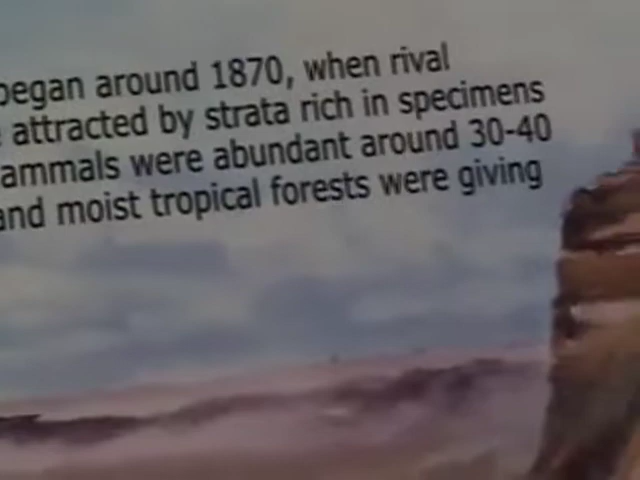 began around 1870, when rival
attracted by strata rich in specimens
ammals were abundant around 30-40
and moist tropical forests were giving